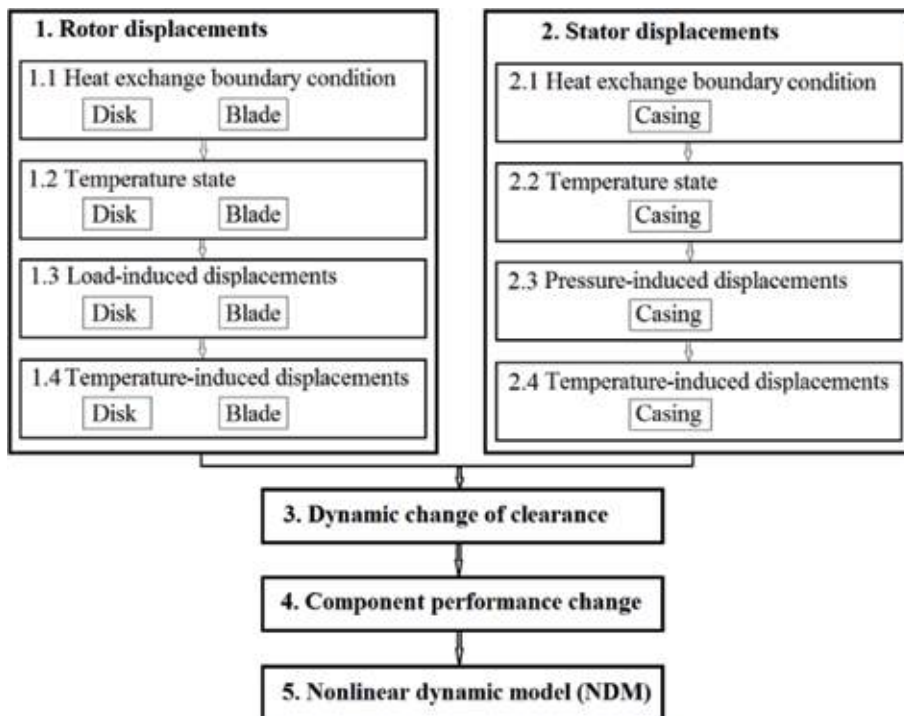 1. Rotor displacements
1.1 Heat exchange boundary condition
Disk Blade
1.2 Temperature state
Disk Blade
1.3 Load-induced displacements
Disk Blade
1.4 Temperature-induced displacements
Disk Blade
2. Stator displacements
2.1 Heat exchange boundary condition
Casing
2.2 Temperature state
Casing
2.3 Pressure-induced displacements
Casing
2.4 Temperature-induced displacements
Casing
3. Dynamic change of clearance
4. Component performance change
5. Nonlinear dynamic model (NDM)